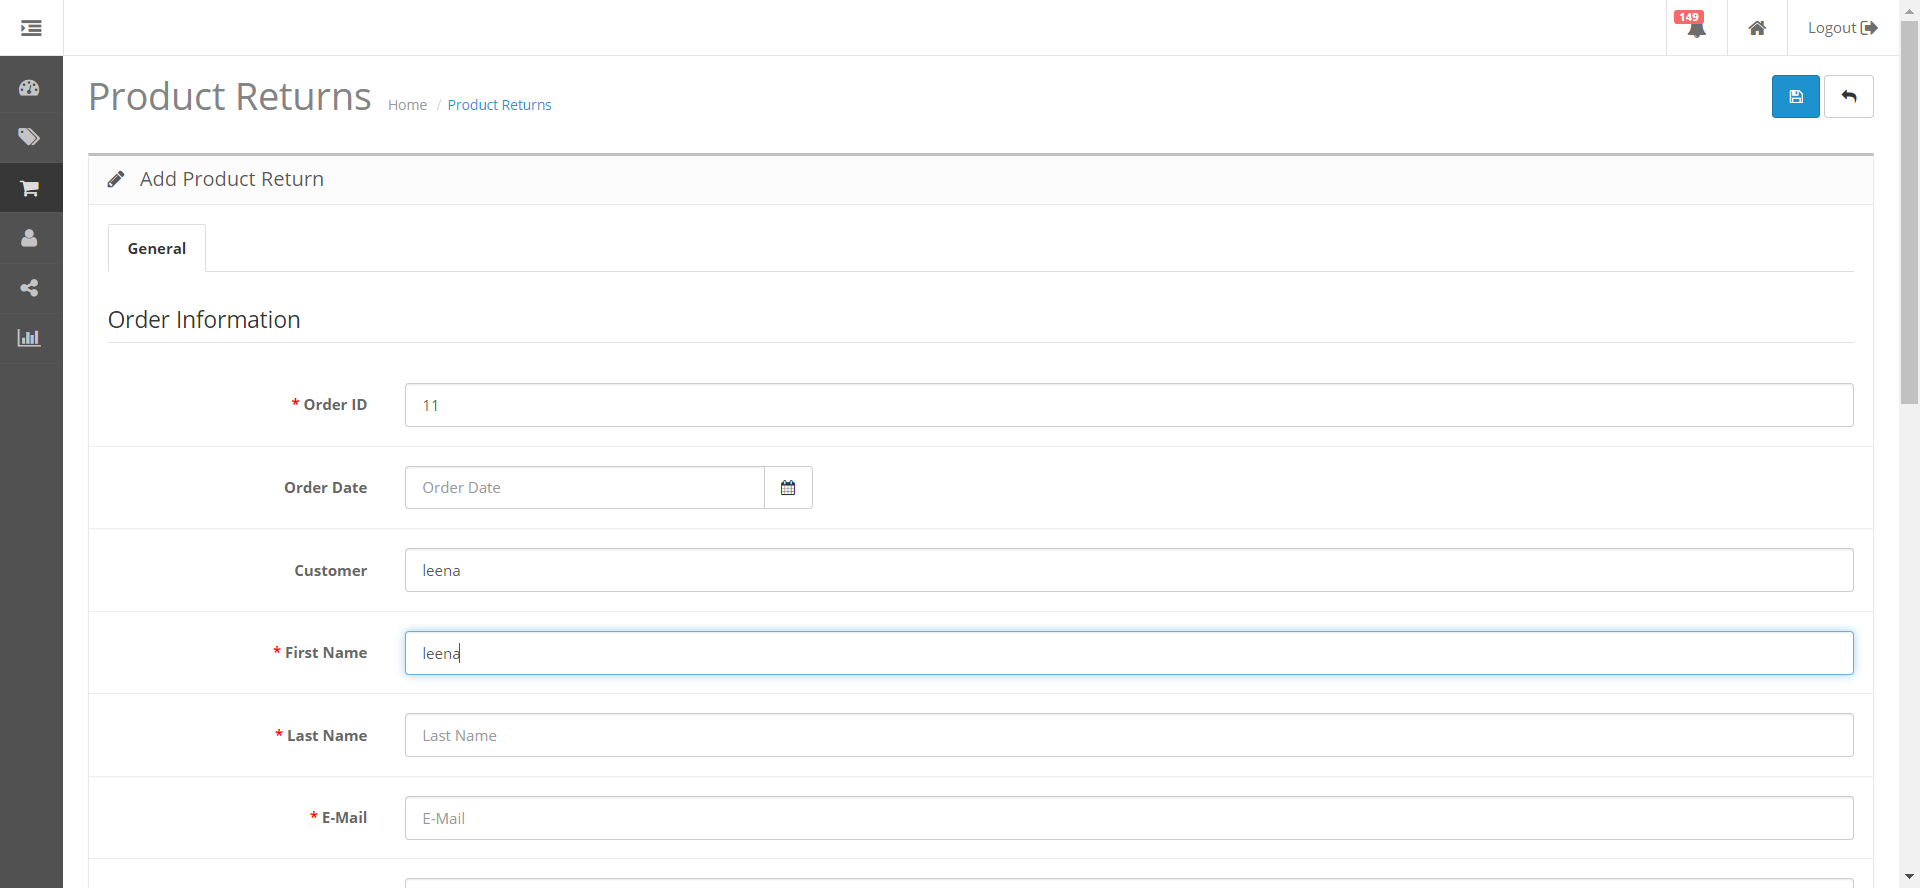 149
Logout
Product Returns
Home / Product Returns
Add Product Return
General
Order Information
* Order ID
11
Order Date
Order Date
Customer
leena
* First Name
leena
* Last Name
Last Name
* E-Mail
E-Mail